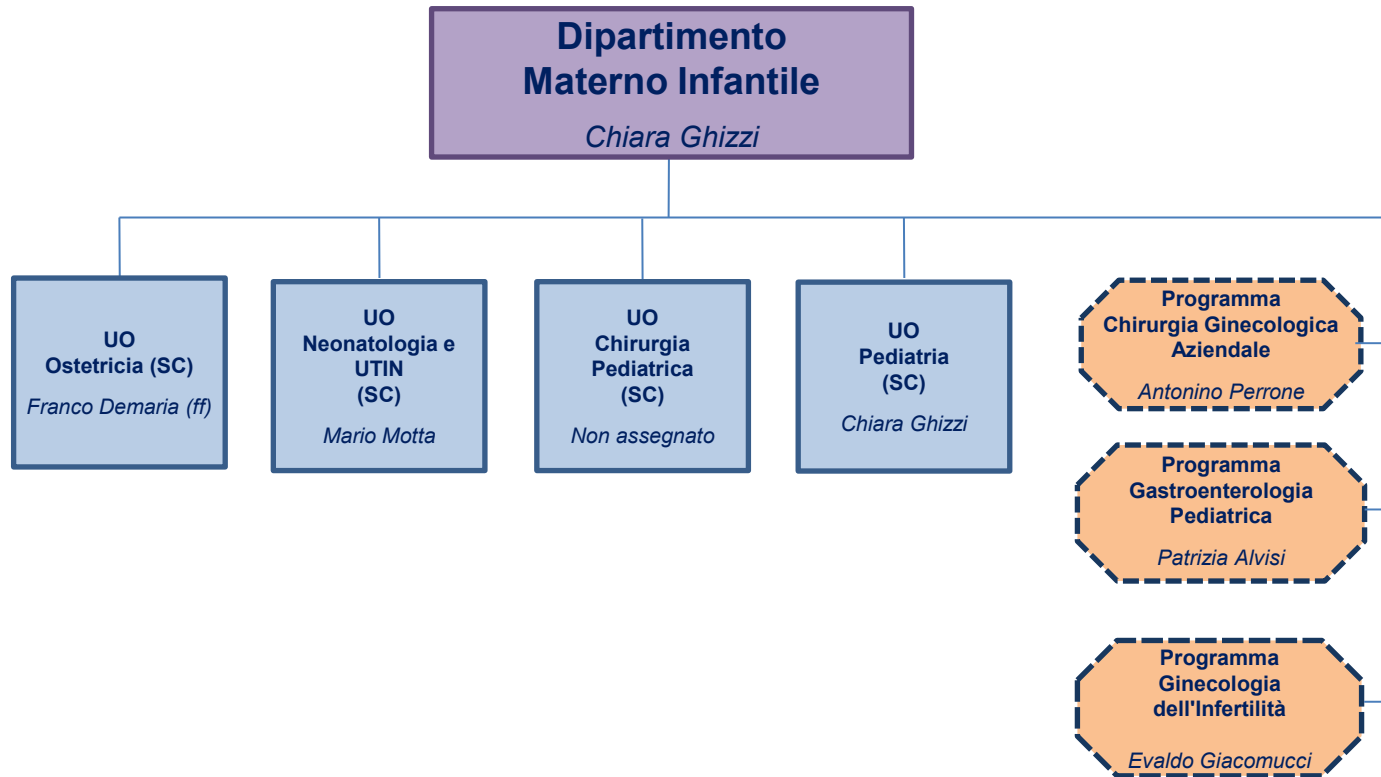 Dipartimento
Materno Infantile
Chiara Ghizzi
UO
Ostetricia (SC)
Franco Demaria (ff)
UO
Neonatologia e
UTIN
(SC)
Mario Motta
UO
Chirurgia
Pediatrica
(SC)
Non assegnato
UO
Pediatria
(SC)
Chiara Ghizzi
Programma
Chirurgia Ginecologica
Aziendale
Antonino Perrone
Programma
Gastroenterologia
Pediatrica
Patrizia Alvisi
Programma
Ginecologia
dell'Infertilità
Evaldo Giacomucci